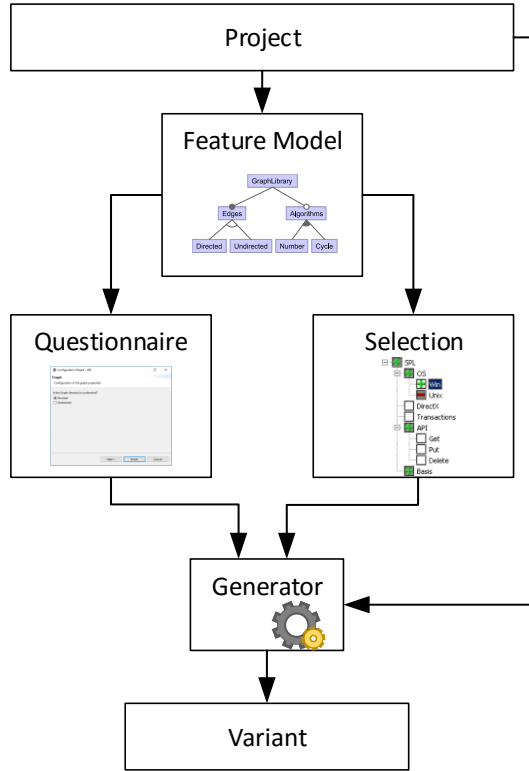 Project
Feature Model
GraphLibrary
Edges Algorithms
Directed Undirected Number Cycle
Questionnaire
Selection
SPL
OS
Win
Unix
DirectX
Transactions
API
Get
Put
Delete
Basis
Graph
Generator
Variant